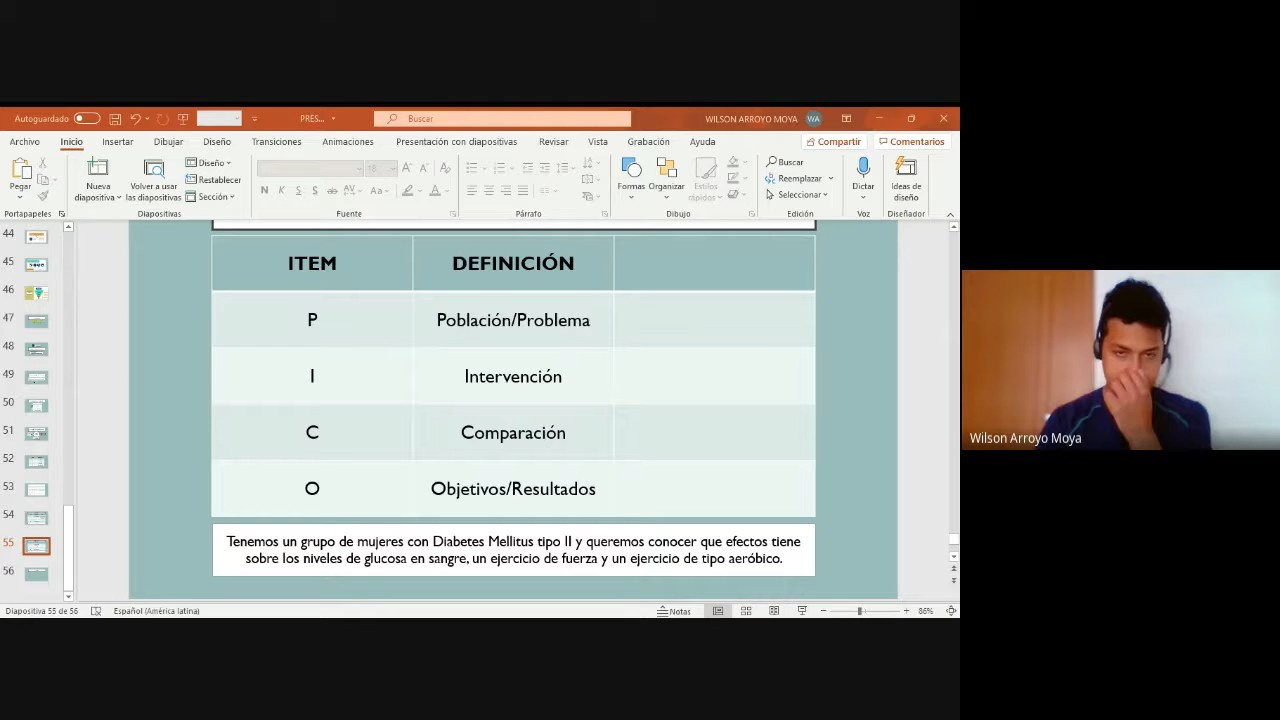 Autoguardado
PRES...
Buscar
WILSON ARROYO MOYA
WA
Archivo
Inicio
Insertar
Dibujar
Diseño
Transiciones
Animaciones
Presentación con diapositivas
Revisar
Vista
Grabación
Ayuda
Compartir
Comentarios
Pegar
Nueva
diapositiva
Volver a usar
las diapositivas
Diseño
Restablecer
Sección
18
N
K
S
S
ab
AV
Aa
A
Formas
Organizar
Estilos
rápidos
Buscar
Reemplazar
Seleccionar
Dictar
Ideas de
diseño
Portapapeles
Diapositivas
Fuente
Párrafo
Dibujo
Edición
Voz
Diseñador
44
45
46
47
48
49
50
51
52
53
54
55
56
ITEM
DEFINICIÓN
P
Población/Problema
I
Intervención
C
Comparación
O
Objetivos/Resultados
Tenemos un grupo de mujeres con Diabetes Mellitus tipo II y queremos conocer que efectos tiene
sobre los niveles de glucosa en sangre, un ejercicio de fuerza y un ejercicio de tipo aeróbico.
Diapositiva 55 de 56
Español (América latina)
Notas
86%
Wilson Arroyo Moya